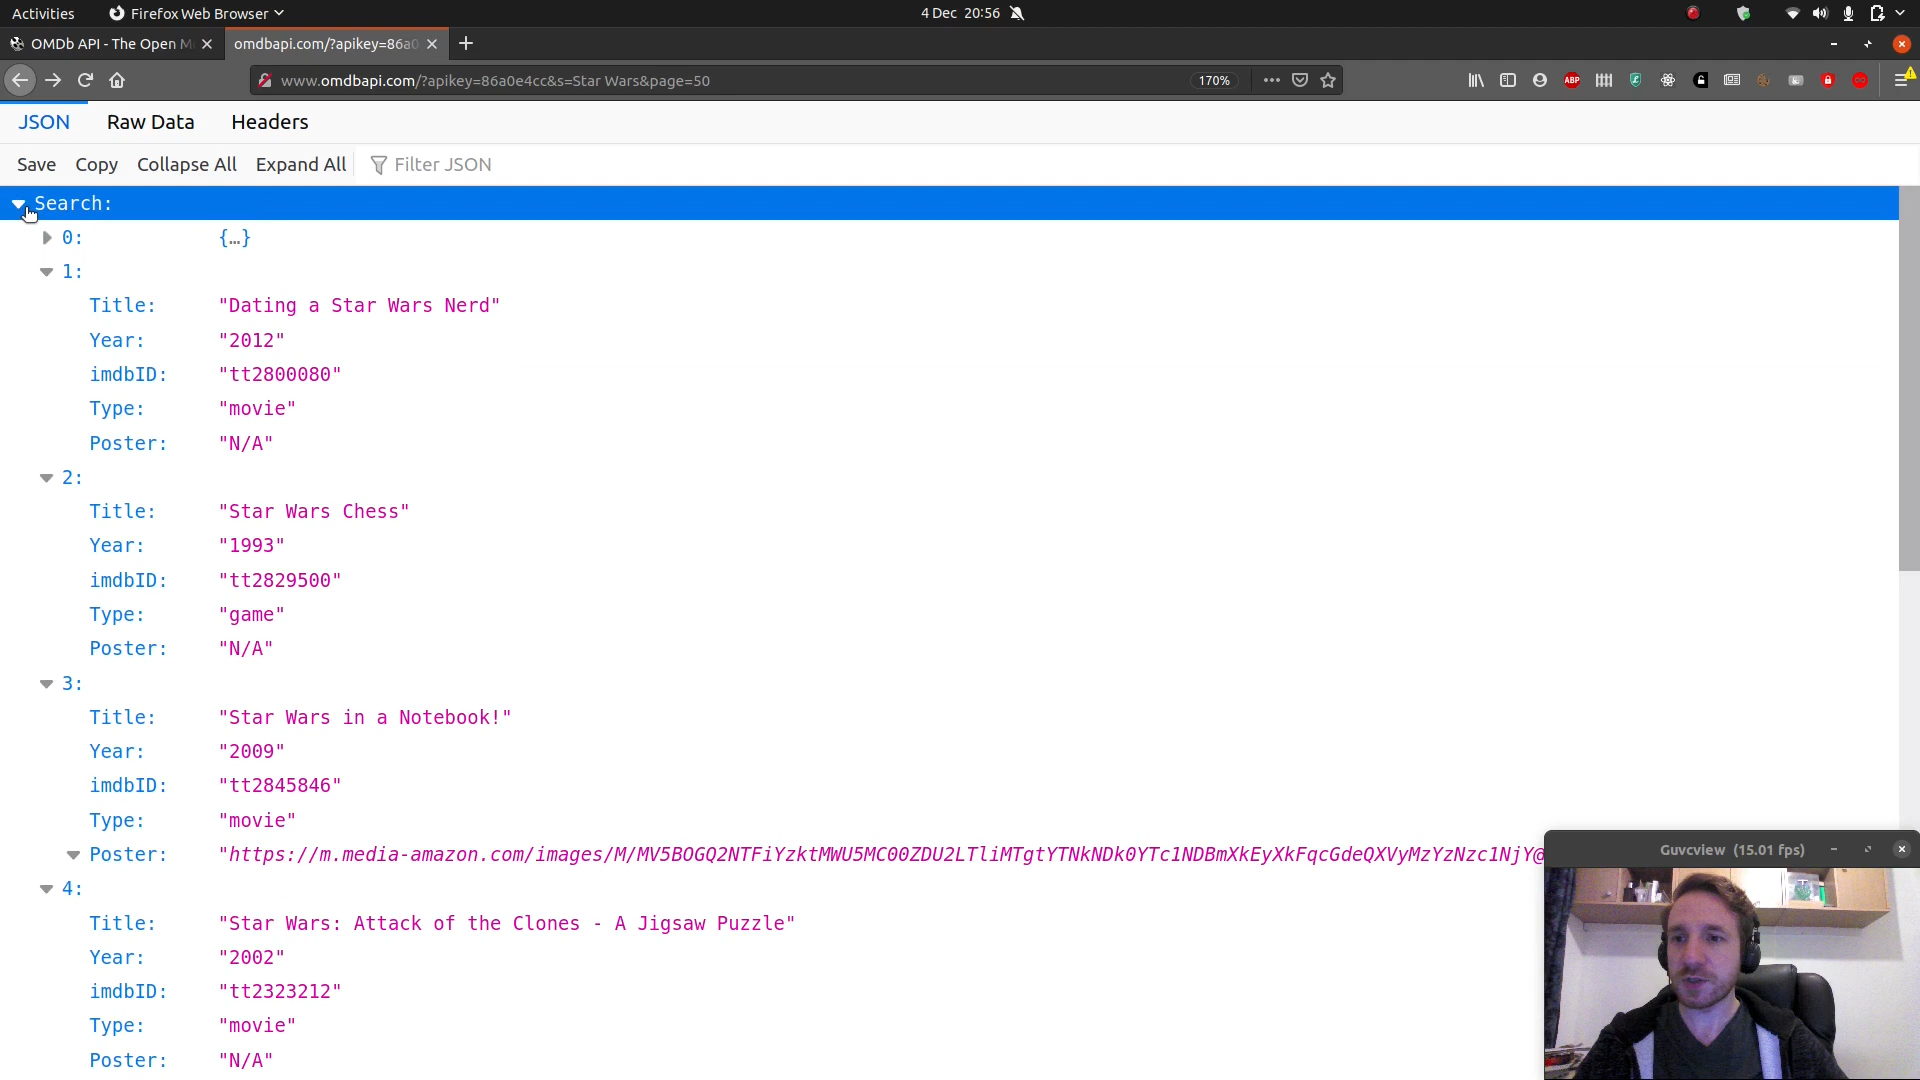 Activities Firefox Web Browser 4 Dec 20:56
OMDb API - The Open M omdbapi.com/?apikey=86a0
www.omdbapi.com/?apikey=86a0e4cc&s=Star Wars&page=50 170% ABP
JSON Raw Data Headers
Save Copy Collapse All Expand All Filter JSON
Search:
0: {…}
1:
Title: "Dating a Star Wars Nerd"
Year: "2012"
imdbID: "tt2800080"
Type: "movie"
Poster: "N/A"
2:
Title: "Star Wars Chess"
Year: "1993"
imdbID: "tt2829500"
Type: "game"
Poster: "N/A"
3:
Title: "Star Wars in a Notebook!"
Year: "2009"
imdbID: "tt2845846"
Type: "movie"
Poster: "https://m.media-amazon.com/images/M/MV5BOGQ2NTFiYzktMWU5MC00ZDU2LTliMTgtYTNkNDk0YTc1NDBmXkEyXkFqcGdeQXVyMzYzNzc1NjY@
Guvcview (15.01 fps)
4:
Title: "Star Wars: Attack of the Clones - A Jigsaw Puzzle"
Year: "2002"
imdbID: "tt2323212"
Type: "movie"
Poster: "N/A"